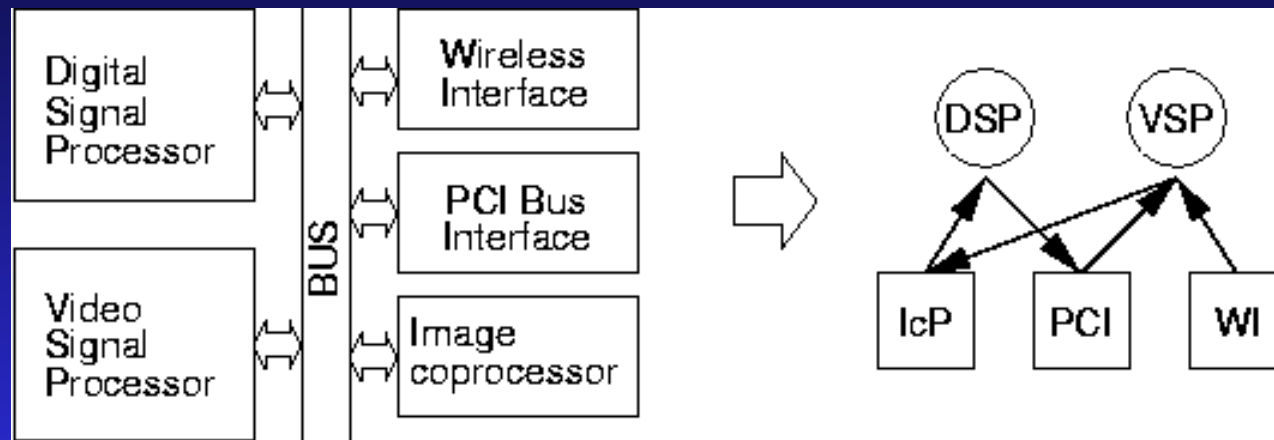 Digital
Signal
Processor
Video
Signal
Processor
BUS
Wireless
Interface
PCI Bus
Interface
Image
coprocessor
DSP
VSP
IcP
PCI
WI